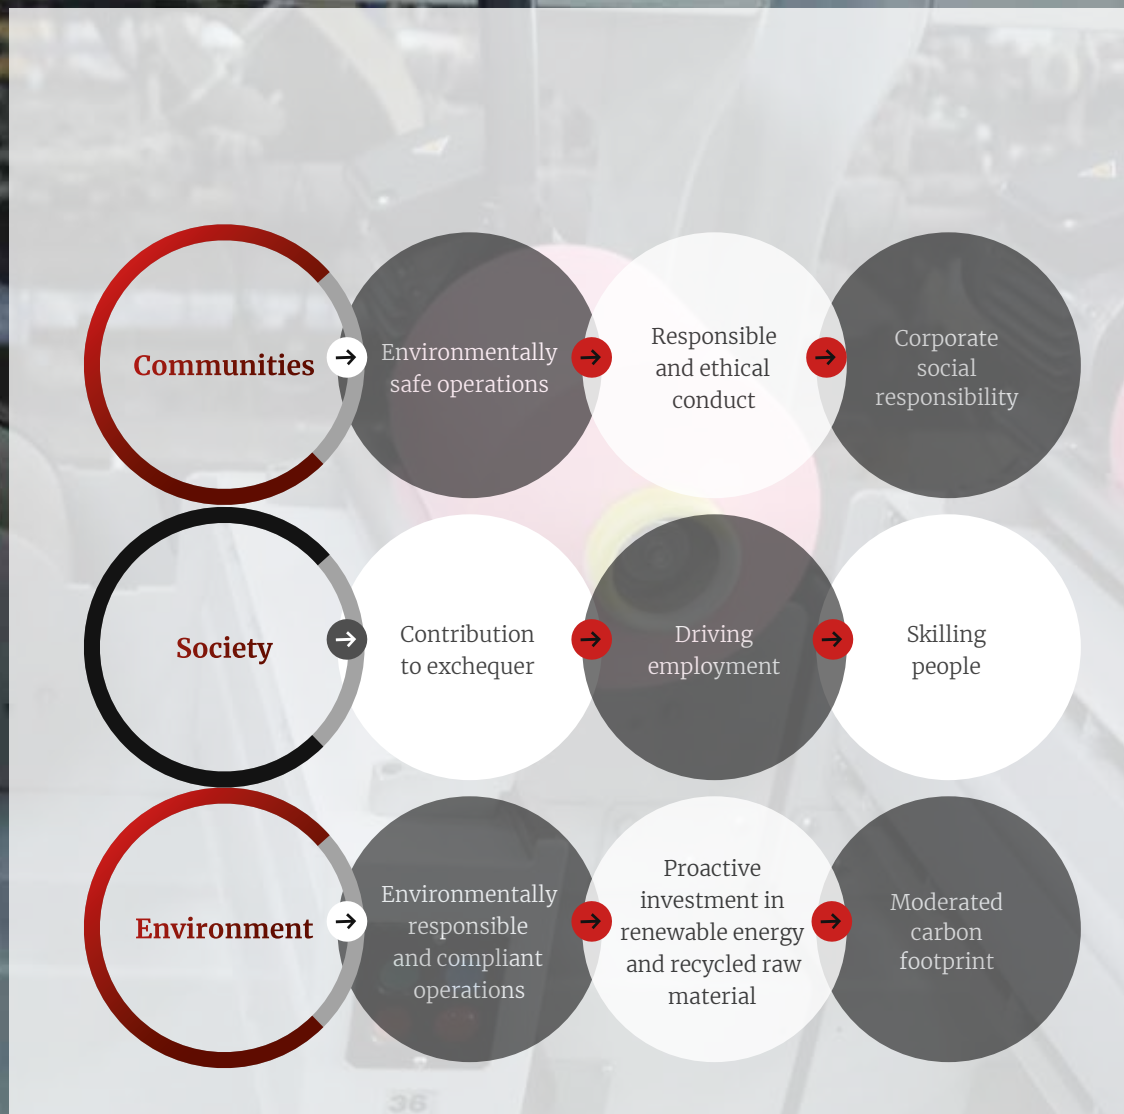 Communities
Environmentally
safe operations
Responsible
and ethical
conduct
Corporate
social
responsibility
Society
Contribution
to exchequer
Driving
employment
Skilling
people
Environment
Environmentally
responsible
and compliant
operations
Proactive
investment in
renewable energy
and recycled raw
material
Moderated
carbon
footprint
36